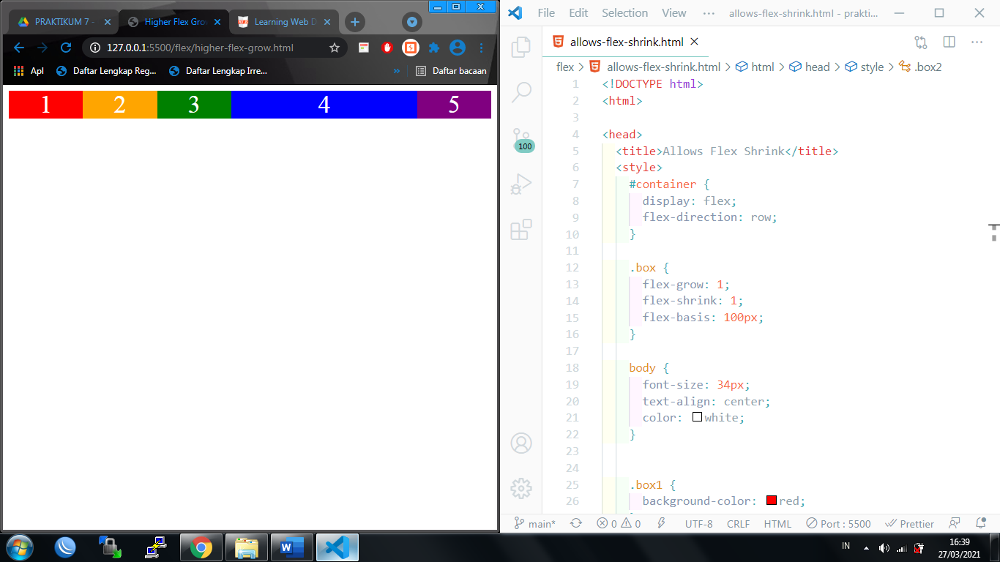 PRAKTIKUM 7 -
Higher Flex Gro
Learning Web D
127.0.0.1:5500/flex/higher-flex-grow.html
Apl
Daftar Lengkap Reg...
Daftar Lengkap Irre...
»
Daftar bacaan
1 2 3 4 5
File Edit Selection View ··· allows-flex-shrink.html - prakti...
allows-flex-shrink.html
flex > allows-flex-shrink.html > html > head > style > .box2
1 <!DOCTYPE html>
2 <html>
3
4 <head>
5 <title>Allows Flex Shrink</title>
6 <style>
7 #container {
8 display: flex;
9 flex-direction: row;
10 }
11
12 .box {
13 flex-grow: 1;
14 flex-shrink: 1;
15 flex-basis: 100px;
16 }
17
18 body {
19 font-size: 34px;
20 text-align: center;
21 color: white;
22 }
23
24
25 .box1 {
26 background-color: red;
100
main* 0 0 UTF-8 CRLF HTML Port : 5500 Prettier
IN
16:39
27/03/2021